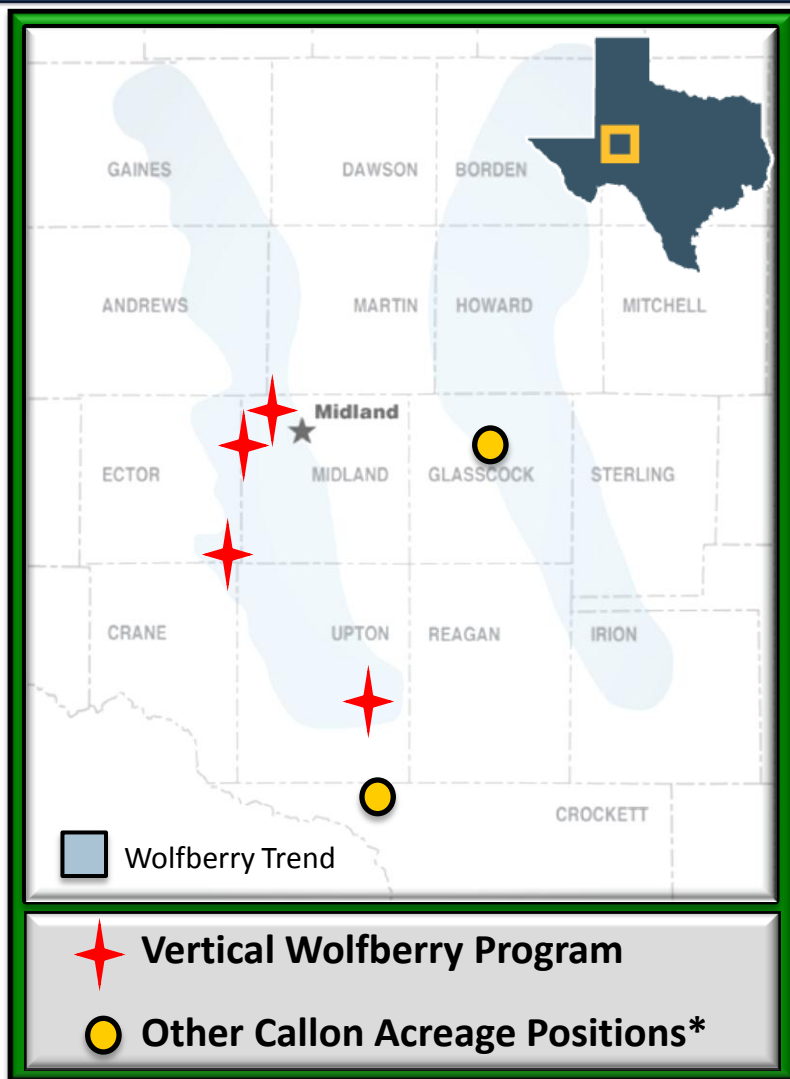 GAINES
DAWSON
BORDEN
ANDREWS
MARTIN
HOWARD
MITCHELL
Midland
ECTOR
MIDLAND
GLASSCOCK
STERLING
CRANE
UPTON
REAGAN
IRION
CROCKETT
Wolfberry Trend
Vertical Wolfberry Program
Other Callon Acreage Positions*